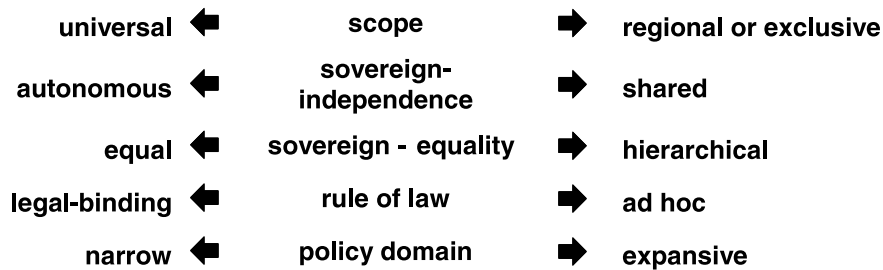 universal scope regional or exclusive
autonomous sovereign-
independence shared
equal sovereign - equality hierarchical
legal-binding rule of law ad hoc
narrow policy domain expansive